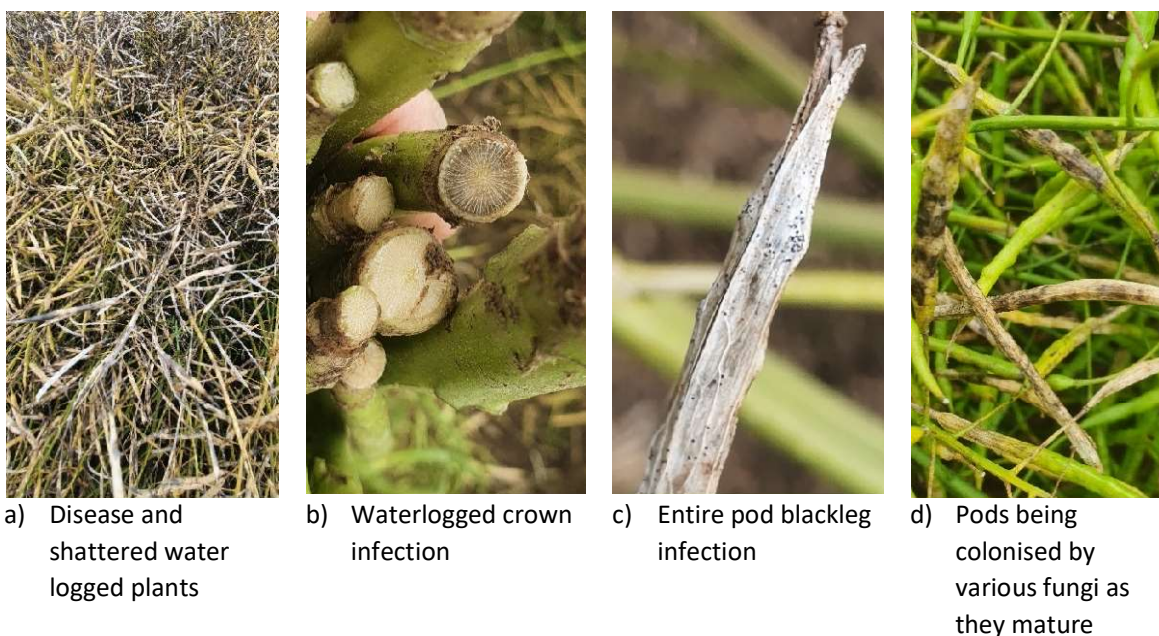 a) Disease and
shattered water
logged plants
b) Waterlogged crown
infection
c) Entire pod blackleg
infection
d) Pods being
colonised by
various fungi as
they mature